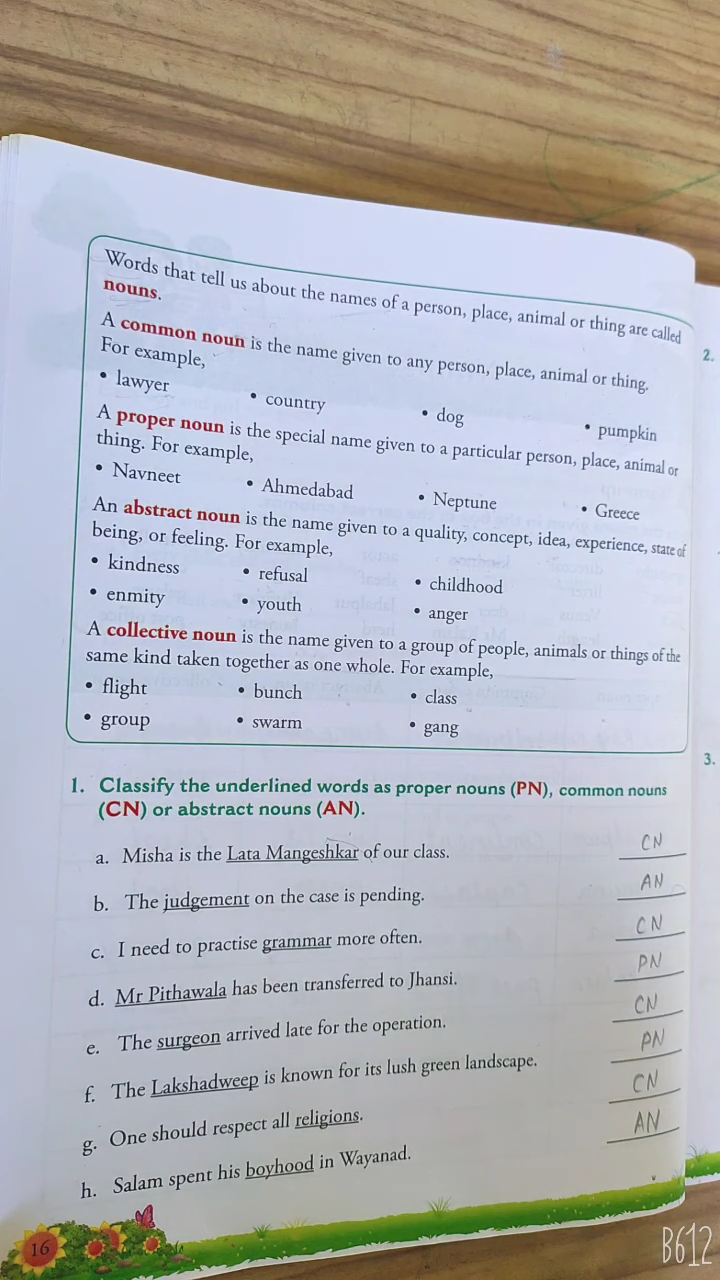 Words that tell us about the names of a person, place, animal or thing are called
nouns.
A common noun is the name given to any person, place, animal or thing.
For example,
• lawyer • country • dog • pumpkin
A proper noun is the special name given to a particular person, place, animal or
thing. For example,
• Navneet • Ahmedabad • Neptune • Greece
An abstract noun is the name given to a quality, concept, idea, experience, state of
being, or feeling. For example,
• kindness • refusal • childhood
• enmity • youth • anger
A collective noun is the name given to a group of people, animals or things of the
same kind taken together as one whole. For example,
• flight • bunch • class
• group • swarm • gang
1. Classify the underlined words as proper nouns (PN), common nouns
(CN) or abstract nouns (AN).
a. Misha is the Lata Mangeshkar of our class. CN
b. The judgement on the case is pending. AN
c. I need to practise grammar more often. CN
d. Mr Pithawala has been transferred to Jhansi. PN
e. The surgeon arrived late for the operation. CN
f. The Lakshadweep is known for its lush green landscape. PN
g. One should respect all religions. CN
h. Salam spent his boyhood in Wayanad. AN
16
2.
3.
B612